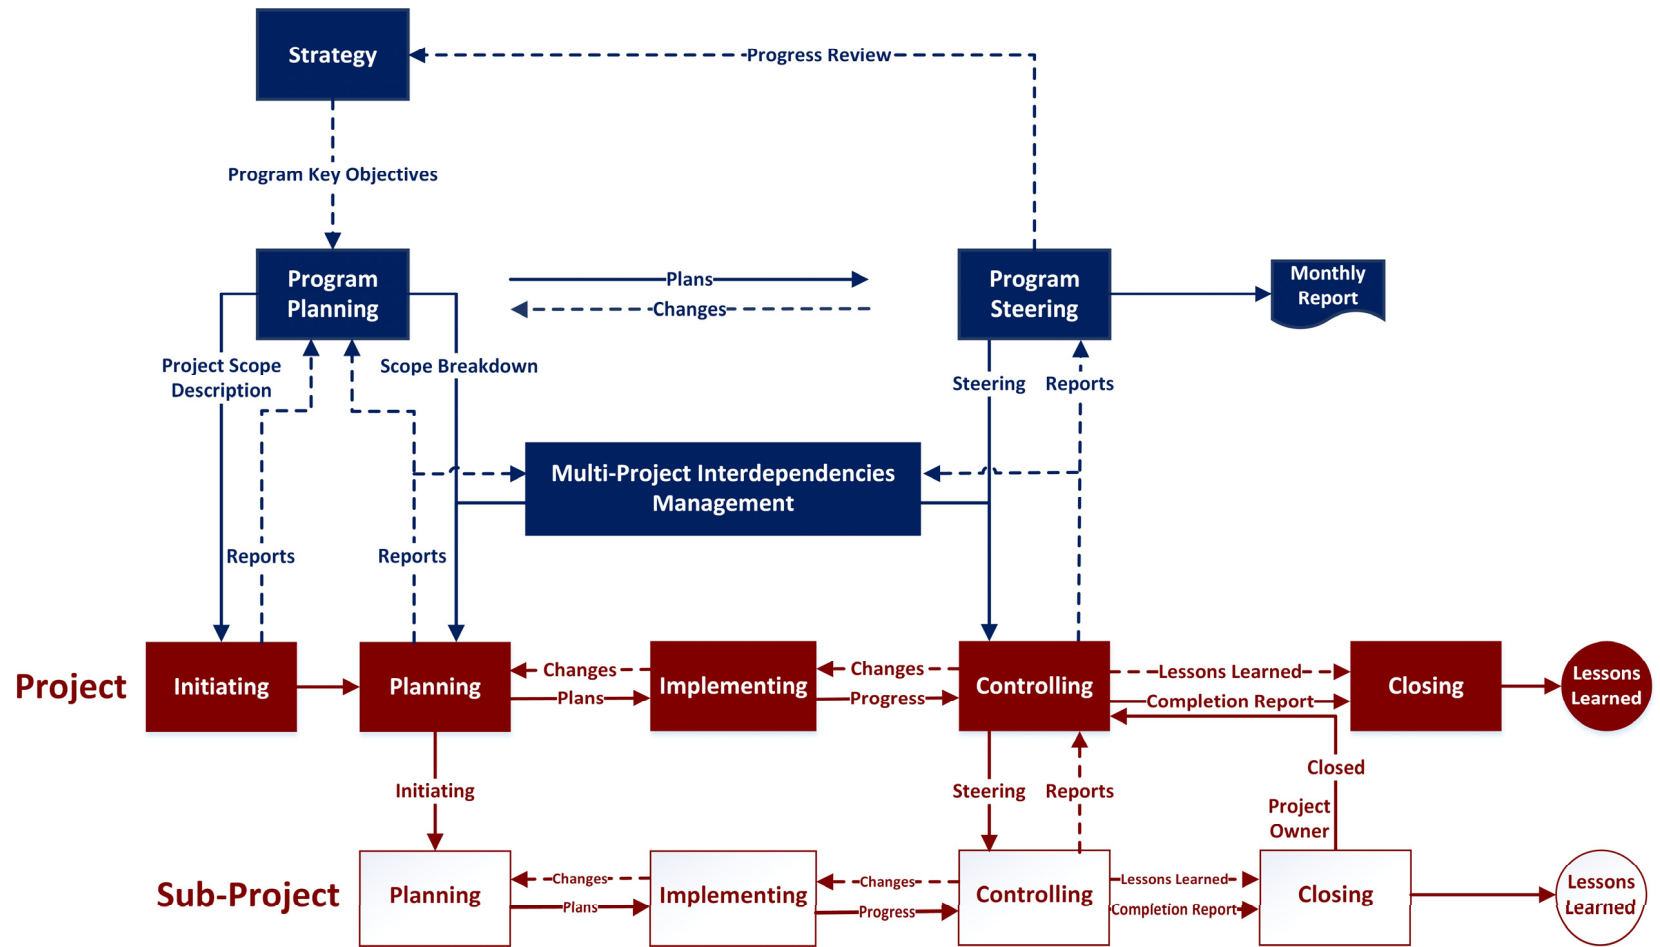 Strategy
Progress Review
Program Key Objectives
Program
Planning
Plans
Changes
Program
Steering
Monthly
Report
Project Scope
Description
Scope Breakdown
Steering
Reports
Multi-Project Interdependencies
Management
Reports
Reports
Project
Initiating
Planning
Changes
Plans
Implementing
Changes
Progress
Controlling
Lessons Learned
Completion Report
Closing
Lessons
Learned
Initiating
Steering
Reports
Closed
Project
Owner
Sub-Project
Planning
Changes
Plans
Implementing
Changes
Progress
Controlling
Lessons Learned
Completion Report
Closing
Lessons
Learned